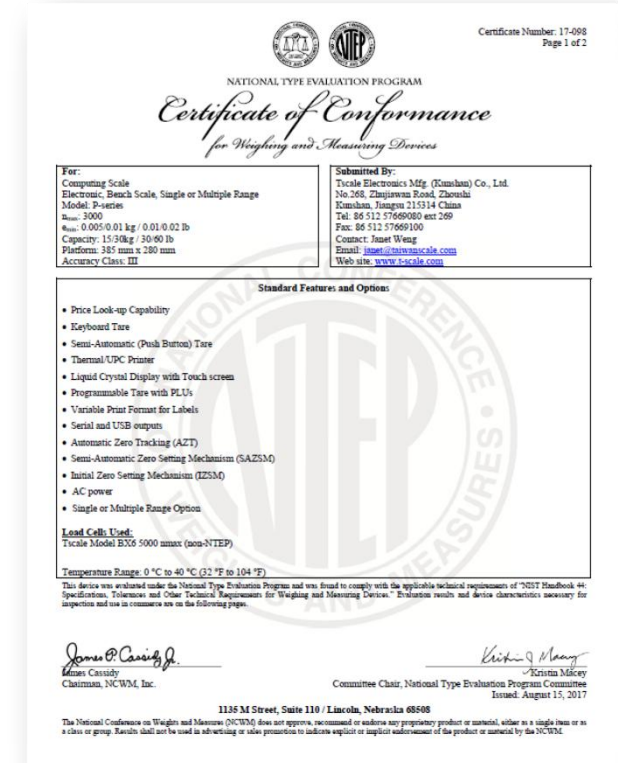 Certificate Number: 17-098
Page 1 of 2
NTEP
NATIONAL TYPE EVALUATION PROGRAM
Certificate of Conformance
for Weighing and Measuring Devices
For:
Computing Scale
Electronic, Bench Scale, Single or Multiple Range
Model: P-series
nmax: 3000
emin: 0.005/0.01 kg / 0.01/0.02 lb
Capacity: 15/30kg / 30/60 lb
Platform: 385 mm x 280 mm
Accuracy Class: III
Submitted By:
Tscale Electronics Mfg. (Kunshan) Co., Ltd.
No.268, Zhujiawan Road, Zhoushi
Kunshan, Jiangsu 215314 China
Tel: 86 512 57669080 ext 269
Fax: 86 512 57669100
Contact: Janet Weng
Email: janet@taiwanscale.com
Web site: www.t-scale.com
Standard Features and Options
• Price Look-up Capability
• Keyboard Tare
• Semi-Automatic (Push Button) Tare
• Thermal/UPC Printer
• Liquid Crystal Display with Touch screen
• Programmable Tare with PLUs
• Variable Print Format for Labels
• Serial and USB outputs
• Automatic Zero Tracking (AZT)
• Semi-Automatic Zero Setting Mechanism (SAZSM)
• Initial Zero Setting Mechanism (IZSM)
• AC power
• Single or Multiple Range Option
Load Cells Used:
Tscale Model BX6 5000 nmax (non-NTEP)
Temperature Range: 0 °C to 40 °C (32 °F to 104 °F)
This device was evaluated under the National Type Evaluation Program and was found to comply with the applicable technical requirements of "NIST Handbook 44:
Specifications, Tolerances and Other Technical Requirements for Weighing and Measuring Devices." Evaluation results and device characteristics necessary for
inspection and use in commerce are on the following pages.
James Cassidy
Chairman, NCWM, Inc.
Kristin Macey
Committee Chair, National Type Evaluation Program Committee
Issued: August 15, 2017
1135 M Street, Suite 110 / Lincoln, Nebraska 68508
The National Conference on Weights and Measures (NCWM) does not approve, recommend or endorse any proprietary product or material, either as a single item or as
a class or group. Results shall not be used in advertising or sales promotion to indicate explicit or implicit endorsement of the product or material by the NCWM.